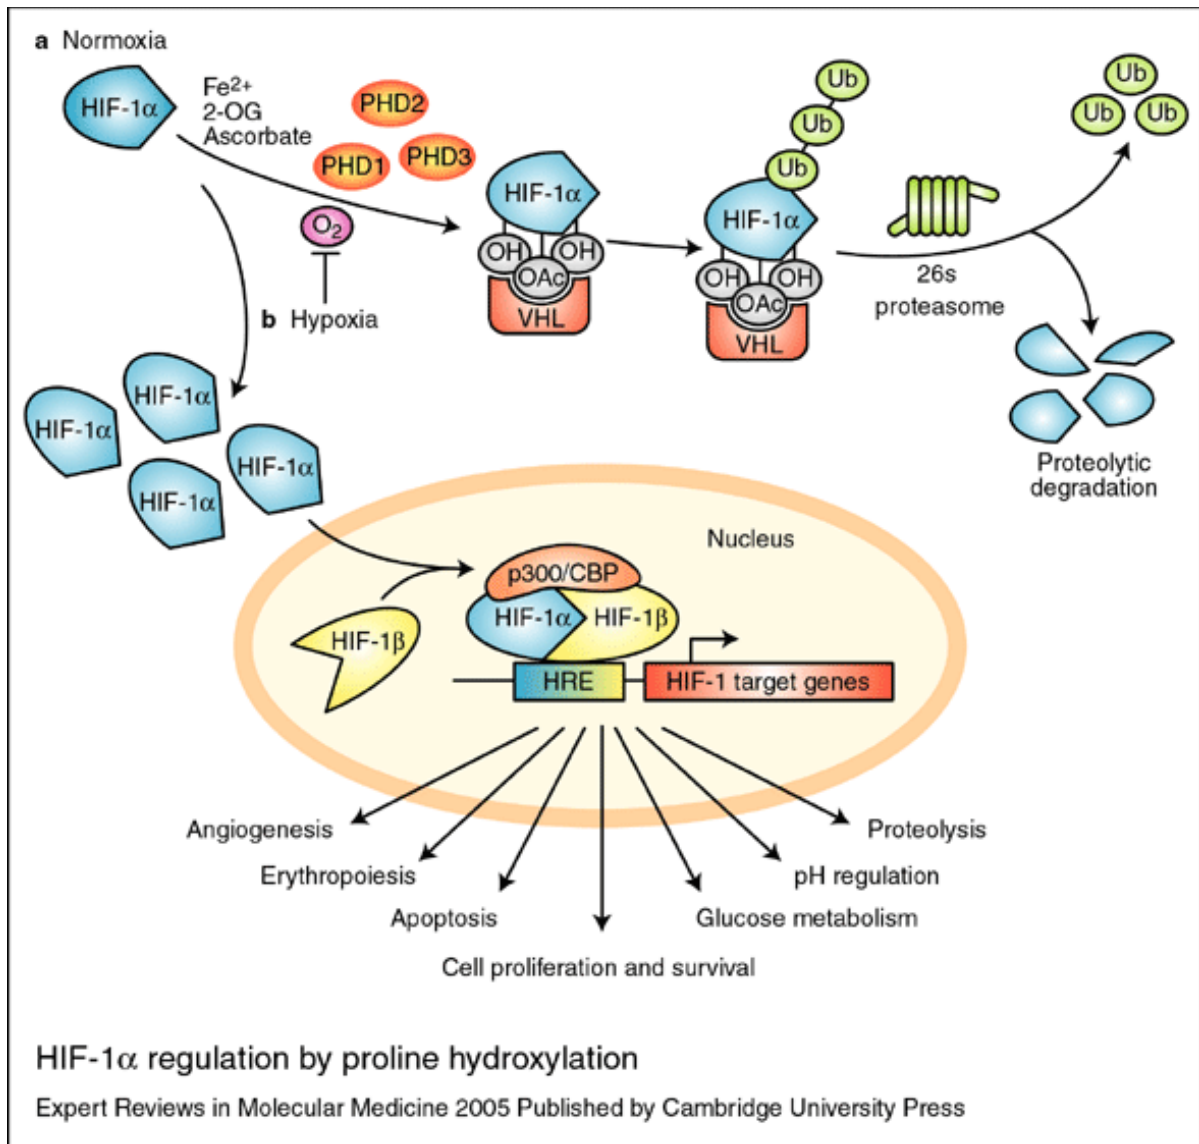 a Normoxia
HIF-1α
Fe2+
2-OG
Ascorbate
PHD2
PHD1
PHD3
O2
HIF-1α
OH
OAc
OH
VHL
Ub
Ub
Ub
HIF-1α
OH
OAc
OH
VHL
26s
proteasome
Ub
Ub
Ub
Proteolytic
degradation
b Hypoxia
HIF-1α
HIF-1α
HIF-1α
HIF-1α
Nucleus
p300/CBP
HIF-1α
HIF-1β
HIF-1β
HRE
HIF-1 target genes
Angiogenesis
Erythropoiesis
Apoptosis
Cell proliferation and survival
Glucose metabolism
pH regulation
Proteolysis
HIF-1α regulation by proline hydroxylation
Expert Reviews in Molecular Medicine 2005 Published by Cambridge University Press